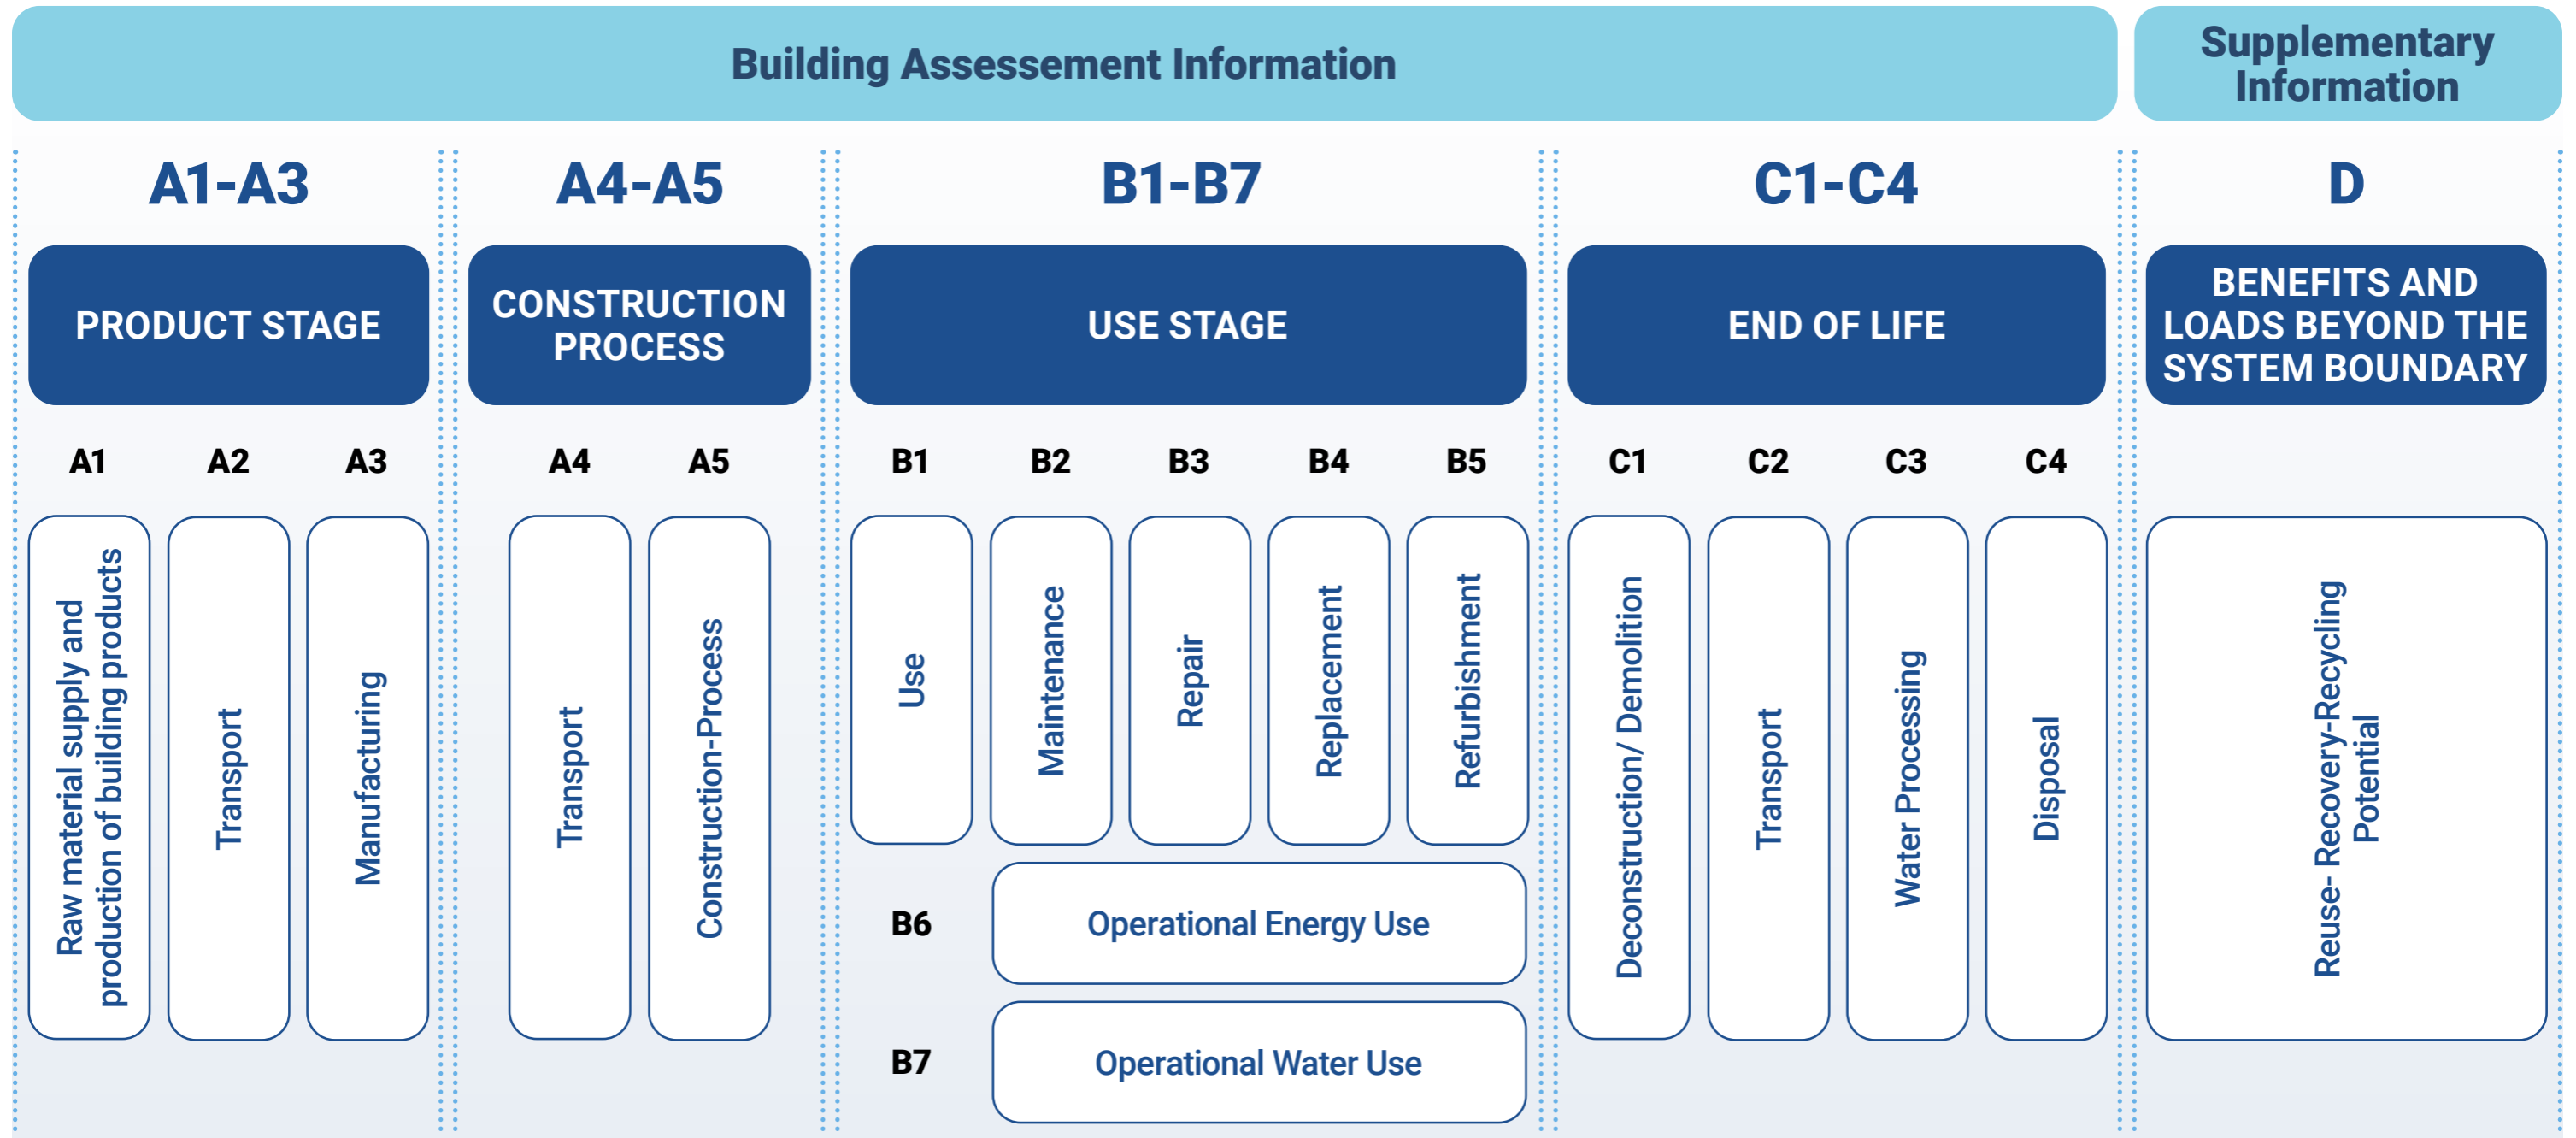 Building Assessement Information
Supplementary
Information
A1-A3
A4-A5
B1-B7
C1-C4
D
PRODUCT STAGE
CONSTRUCTION
PROCESS
USE STAGE
END OF LIFE
BENEFITS AND
LOADS BEYOND THE
SYSTEM BOUNDARY
A1
A2
A3
A4
A5
B1
B2
B3
B4
B5
C1
C2
C3
C4
Raw material supply and
production of building products
Transport
Manufacturing
Transport
Construction-Process
Use
Maintenance
Repair
Replacement
Refurbishment
Deconstruction/ Demolition
Transport
Water Processing
Disposal
Reuse- Recovery-Recycling
Potential
B6
Operational Energy Use
B7
Operational Water Use